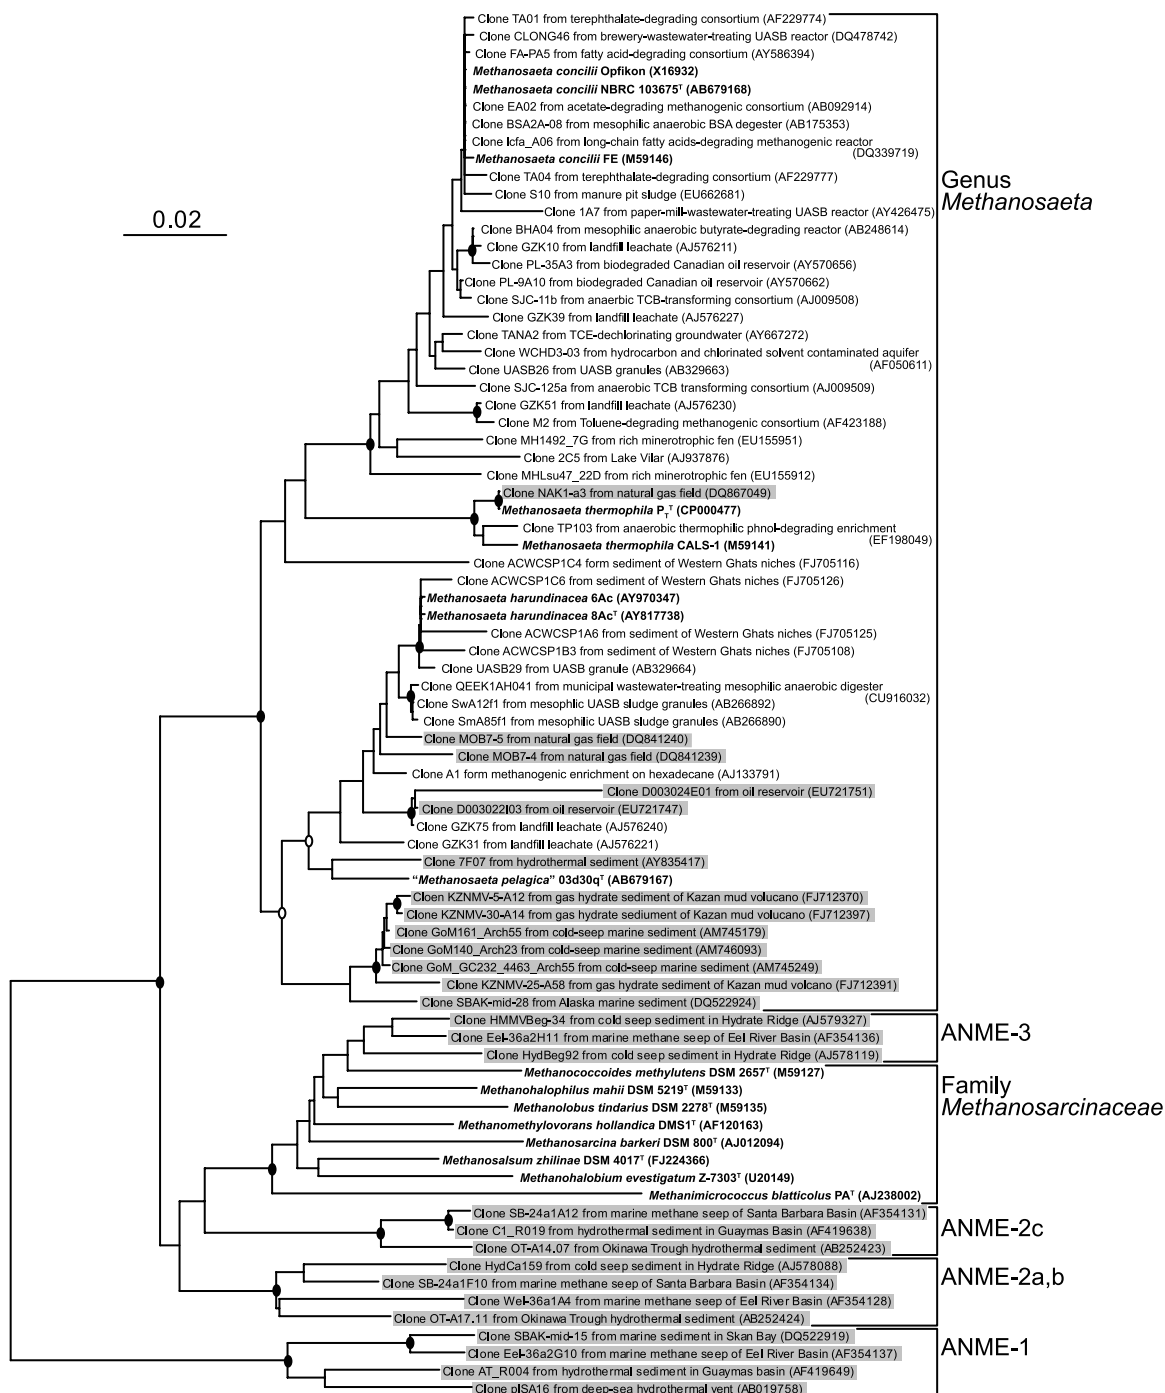 Clone TA01 from terephthalate-degrading consortium (AF229774)
Clone CLONG46 from brewery-wastewater-treating UASB reactor (DQ478742)
Clone FA-PA5 from fatty acid-degrading consortium (AY586394)
Methanosaeta concilii Opfikon (X16932)
Methanosaeta concilii NBRC 103675ᵀ (AB679168)
Clone EA02 from acetate-degrading methanogenic consortium (AB092914)
Clone BSA2A-08 from mesophilic anaerobic BSA degester (AB175353)
Clone lcfa_A06 from long-chain fatty acids-degrading methanogenic reactor
(DQ339719)
Methanosaeta concilii FE (M59146)
Clone TA04 from terephthalate-degrading consortium (AF229777)
Genus
Methanosaeta
Clone S10 from manure pit sludge (EU662681)
Clone 1A7 from paper-mill-wastewater-treating UASB reactor (AY426475)
0.02
Clone BHA04 from mesophilic anaerobic butyrate-degrading reactor (AB248614)
Clone GZK10 from landfill leachate (AJ576211)
Clone PL-35A3 from biodegraded Canadian oil reservoir (AY570656)
Clone PL-9A10 from biodegraded Canadian oil reservoir (AY570662)
Clone SJC-11b from anaerbic TCB-transforming consortium (AJ009508)
Clone GZK39 from landfill leachate (AJ576227)
Clone TANA2 from TCE-dechlorinating groundwater (AY667272)
Clone WCHD3-03 from hydrocarbon and chlorinated solvent contaminated aquifer
(AF050611)
Clone UASB26 from UASB granules (AB329663)
Clone SJC-125a from anaerobic TCB transforming consortium (AJ009509)
Clone GZK51 from landfill leachate (AJ576230)
Clone M2 from Toluene-degrading methanogenic consortium (AF423188)
Clone MH1492_7G from rich minerotrophic fen (EU155951)
Clone 2C5 from Lake Vilar (AJ937876)
Clone MHLsu47_22D from rich minerotrophic fen (EU155912)
Clone NAK1-a3 from natural gas field (DQ867049)
Methanosaeta thermophila P_Tᵀ (CP000477)
Clone TP103 from anaerobic thermophilic phnol-degrading enrichment
(EF198049)
Methanosaeta thermophila CALS-1 (M59141)
Clone ACWCSP1C4 form sediment of Western Ghats niches (FJ705116)
Clone ACWCSP1C6 from sediment of Western Ghats niches (FJ705126)
Methanosaeta harundinacea 6Ac (AY970347)
Methanosaeta harundinacea 8Acᵀ (AY817738)
Clone ACWCSP1A6 from sediment of Western Ghats niches (FJ705125)
Clone ACWCSP1B3 from sediment of Western Ghats niches (FJ705108)
Clone UASB29 from UASB granule (AB329664)
Clone QEEK1AH041 from municipal wastewater-treating mesophilic anaerobic digester
(CU916032)
Clone SwA12f1 from mesophlic UASB sludge granules (AB266892)
Clone SmA85f1 from mesophilic UASB sludge granules (AB266890)
Clone MOB7-5 from natural gas field (DQ841240)
Clone MOB7-4 from natural gas field (DQ841239)
Clone A1 form methanogenic enrichment on hexadecane (AJ133791)
Clone D003024E01 from oil reservoir (EU721751)
Clone D003022I03 from oil reservoir (EU721747)
Clone GZK75 from landfill leachate (AJ576240)
Clone GZK31 from landfill leachate (AJ576221)
Clone 7F07 from hydrothermal sediment (AY835417)
“Methanosaeta pelagica” 03d30qᵀ (AB679167)
Cloen KZNMV-5-A12 from gas hydrate sediment of Kazan mud volucano (FJ712370)
Clone KZNMV-30-A14 from gas hydrate sediument of Kazan mud volucano (FJ712397)
Clone GoM161_Arch55 from cold-seep marine sediment (AM745179)
Clone GoM140_Arch23 from cold-seep marine sediment (AM746093)
Clone GoM_GC232_4463_Arch55 from cold-seep marine sediment (AM745249)
Clone KZNMV-25-A58 from gas hydrate sediment of Kazan mud volcano (FJ712391)
Clone SBAK-mid-28 from Alaska marine sediment (DQ522924)
Clone HMMVBeg-34 from cold seep sediment in Hydrate Ridge (AJ579327)
Clone Eel-36a2H11 from marine methane seep of Eel River Basin (AF354136)
ANME-3
Clone HydBeg92 from cold seep sediment in Hydrate Ridge (AJ578119)
Methanococcoides methylutens DSM 2657ᵀ (M59127)
Family
Methanosarcinaceae
Methanohalophilus mahii DSM 5219ᵀ (M59133)
Methanolobus tindarius DSM 2278ᵀ (M59135)
Methanomethylovorans hollandica DMS1ᵀ (AF120163)
Methanosarcina barkeri DSM 800ᵀ (AJ012094)
Methanosalsum zhilinae DSM 4017ᵀ (FJ224366)
Methanohalobium evestigatum Z-7303ᵀ (U20149)
Methanimicrococcus blatticolus PAᵀ (AJ238002)
Clone SB-24a1A12 from marine methane seep of Santa Barbara Basin (AF354131)
Clone C1_R019 from hydrothermal sediment in Guaymas Basin (AF419638)
ANME-2c
Clone OT-A14.07 from Okinawa Trough hydrothermal sediment (AB252423)
Clone HydCa159 from cold seep sediment in Hydrate Ridge (AJ578088)
Clone SB-24a1F10 from marine methane seep of Santa Barbara Basin (AF354134)
ANME-2a,b
Clone Wel-36a1A4 from marine methane seep of Eel River Basin (AF354128)
Clone OT-A17.11 from Okinawa Trough hydrothermal sediment (AB252424)
Clone SBAK-mid-15 from marine sediment in Skan Bay (DQ522919)
ANME-1
Clone Eel-36a2G10 from marine methane seep of Eel River Basin (AF354137)
Clone AT_R004 from hydrothermal sediment in Guaymas basin (AF419649)
Clone pISA16 from deep-sea hydrothermal vent (AB019758)